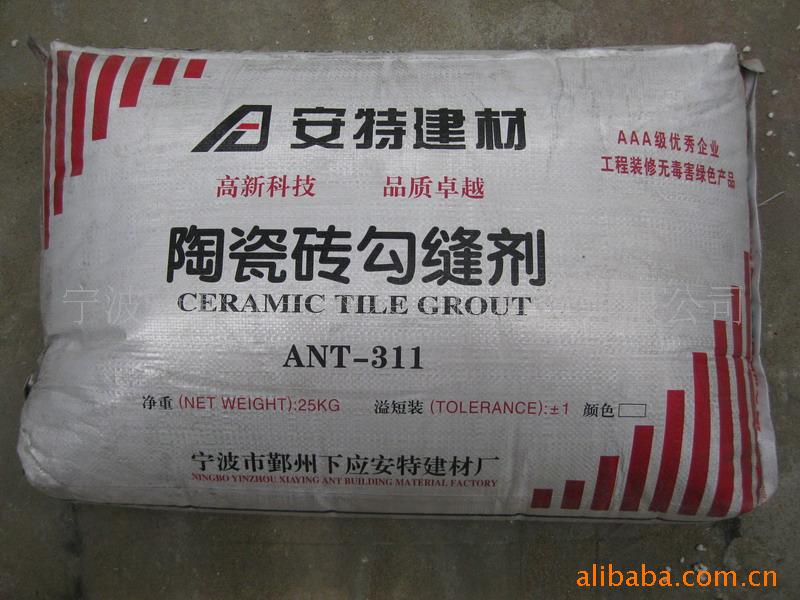 安特建材
AAA级优秀企业
工程装修无毒害绿色产品
高新科技 品质卓越
陶瓷砖勾缝剂
CERAMIC TILE GROUT
ANT-311
净重(NET WEIGHT):25KG 溢短装(TOLERANCE):±1 颜色
宁波市鄞州下应安特建材厂
NINGBO YINZHOU XIAYING ANT BUILDING MATERIAL FACTORY
alibaba.com.cn